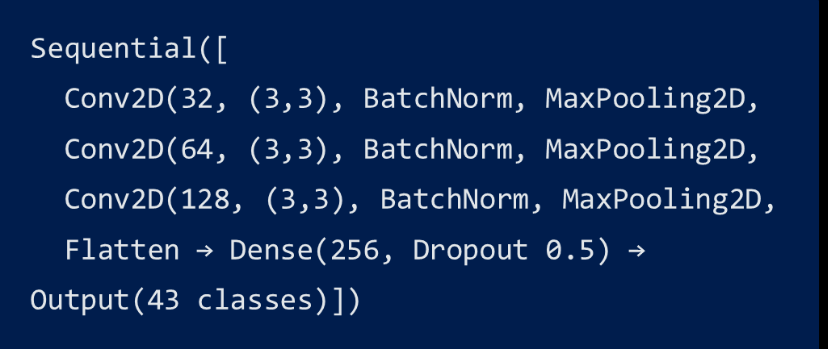 Sequential([
Conv2D(32, (3,3), BatchNorm, MaxPooling2D,
Conv2D(64, (3,3), BatchNorm, MaxPooling2D,
Conv2D(128, (3,3), BatchNorm, MaxPooling2D,
Flatten → Dense(256, Dropout 0.5) →
Output(43 classes)])